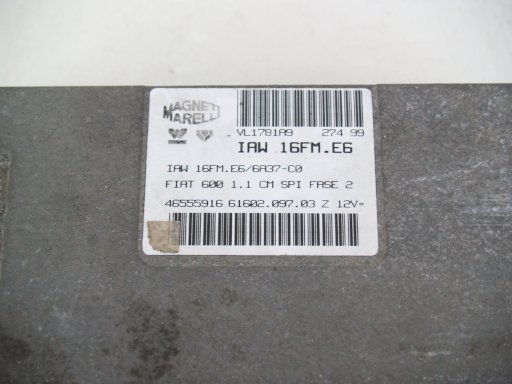 MAGNETI
MARELLI
VL1781A9 274 99
IAW 16FM.E6
IAW 16FM.E6/6A37-C0
FIAT 600 1.1 CM SPI FASE 2
46555916 61602.097.03 Z 12V=